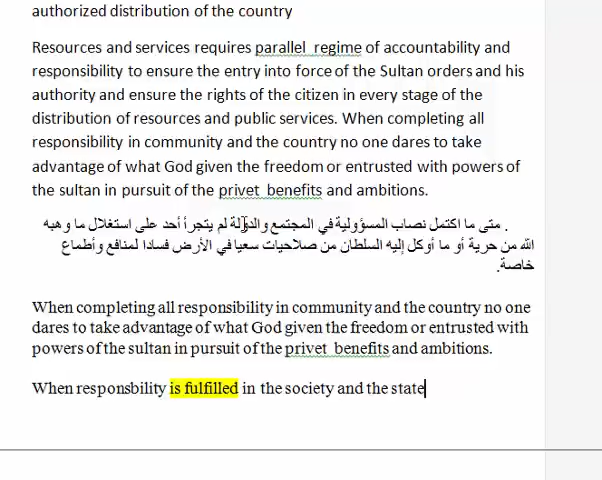 authorized distribution of the country
Resources and services requires parallel regime of accountability and
responsibility to ensure the entry into force of the Sultan orders and his
authority and ensure the rights of the citizen in every stage of the
distribution of resources and public services. When completing all
responsibility in community and the country no one dares to take
advantage of what God given the freedom or entrusted with powers of
the sultan in pursuit of the privet benefits and ambitions.
. متى ما اكتمل نصاب المسؤولية في المجتمع والدولة لم يتجرأ أحد على استغلال ما وهبه
الله من حرية أو ما أوكل إليه السلطان من صلاحيات سعيا في الأرض فسادا لمنافع وأطماع
خاصة.
When completing all responsibility in community and the country no one
dares to take advantage of what God given the freedom or entrusted with
powers of the sultan in pursuit of the privet benefits and ambitions.
When responsbility is fulfilled in the society and the state